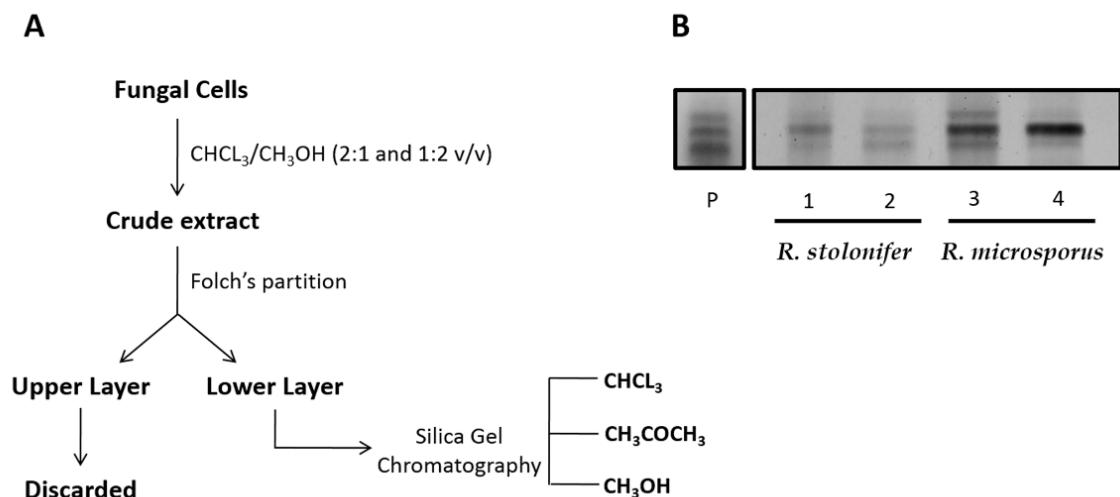 A
Fungal Cells
CHCL₃/CH₃OH (2:1 and 1:2 v/v)
Crude extract
Folch's partition
Upper Layer
Lower Layer
Discarded
Silica Gel
Chromatography
CHCL₃
CH₃COCH₃
CH₃OH
B
P
1 2 3 4
R. stolonifer R. microsporus